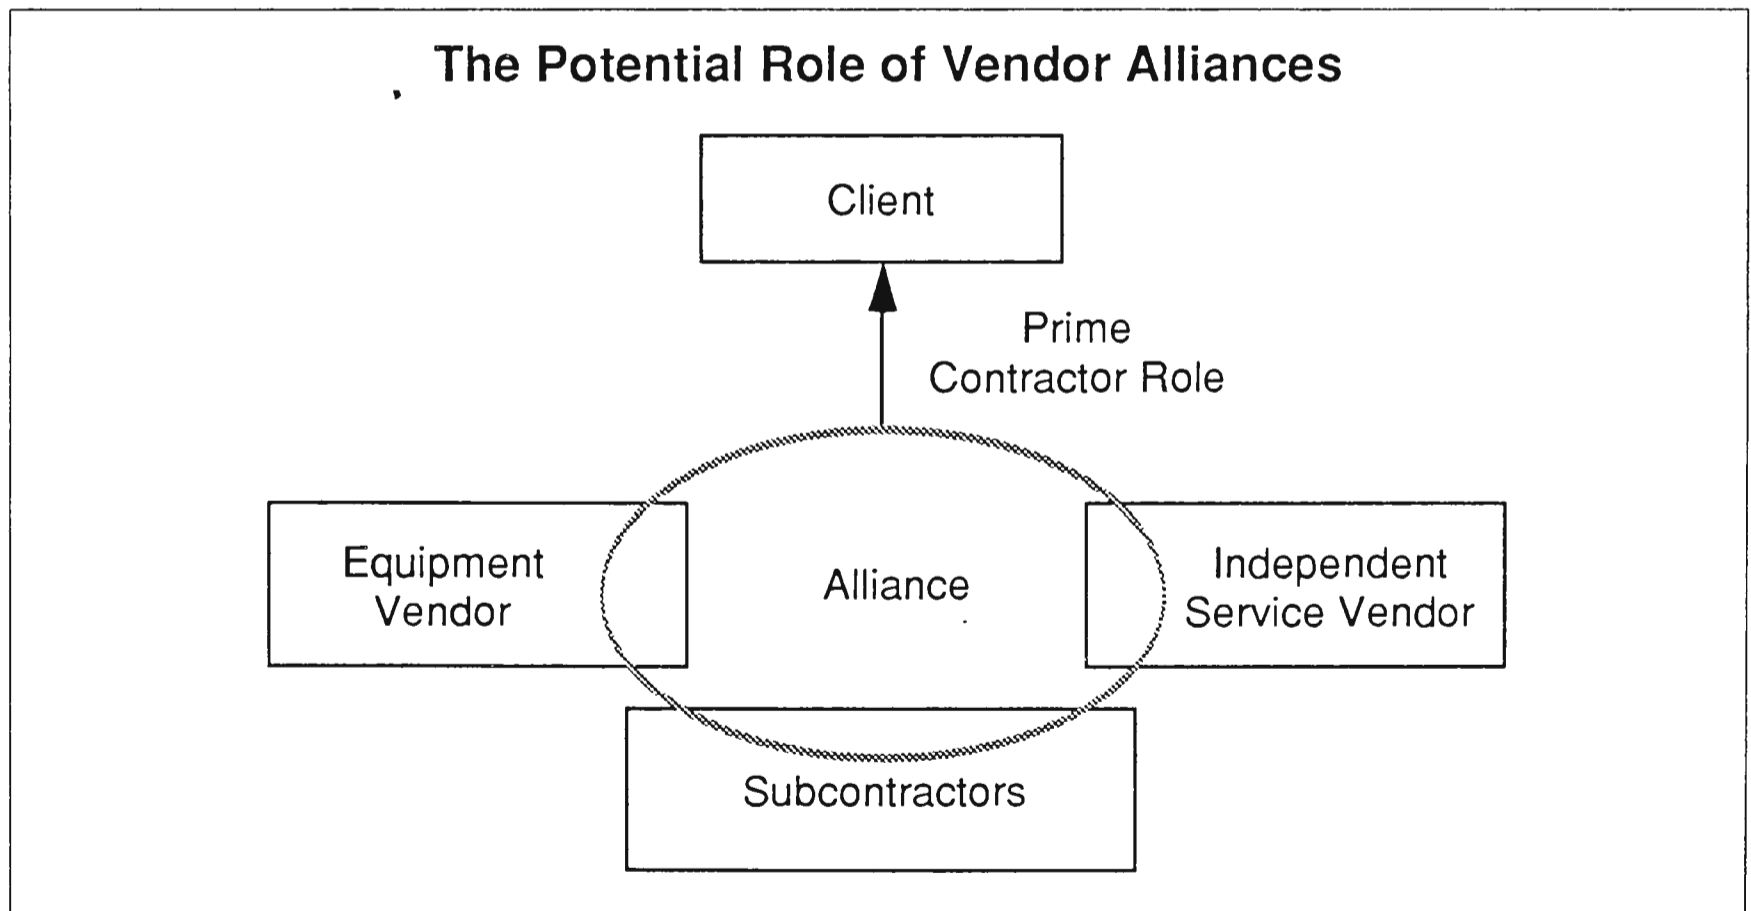 The Potential Role of Vendor Alliances
Client
Prime
Contractor Role
Equipment
Vendor
Alliance
Independent
Service Vendor
Subcontractors